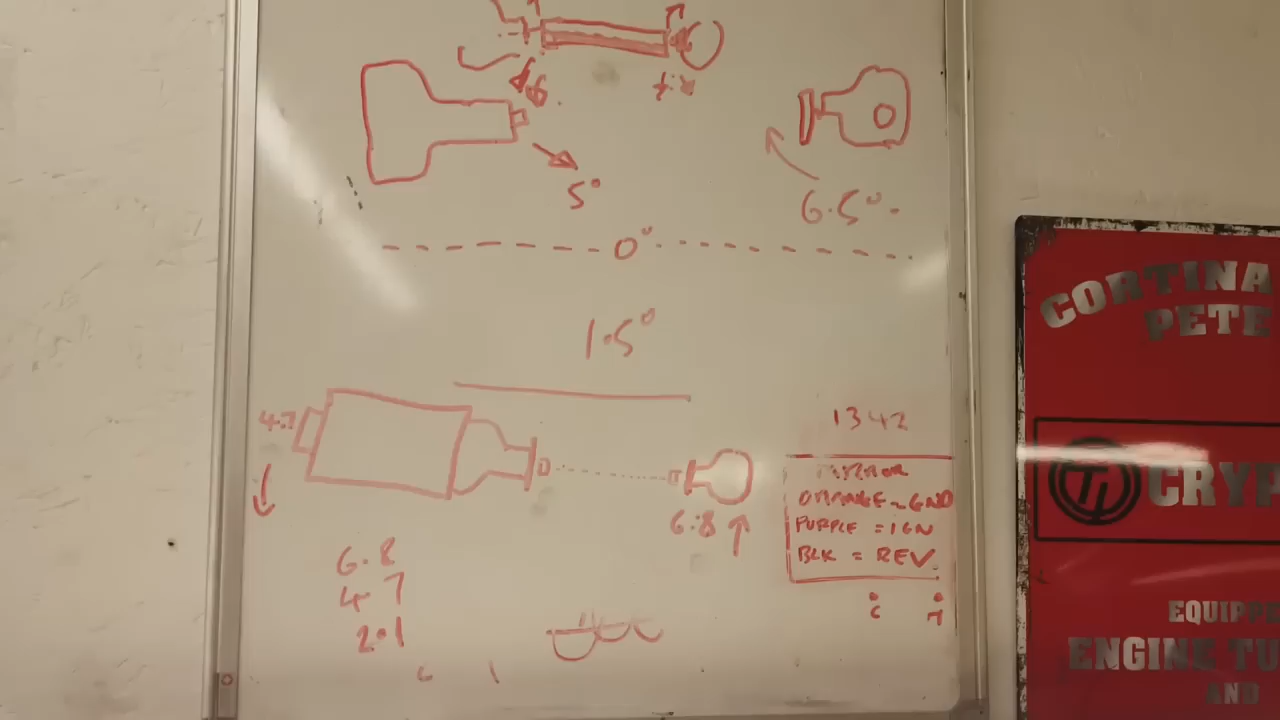 5°
6.5°.
0°
1.5°
4.7
6.8
1342
MIRROR
ORANGE = GND
PURPLE = IGN
BLK = REV.
6.8
4.7
2.1
CORTINA
PETE
CRYP
EQUIPPE
ENGINE TU
AND